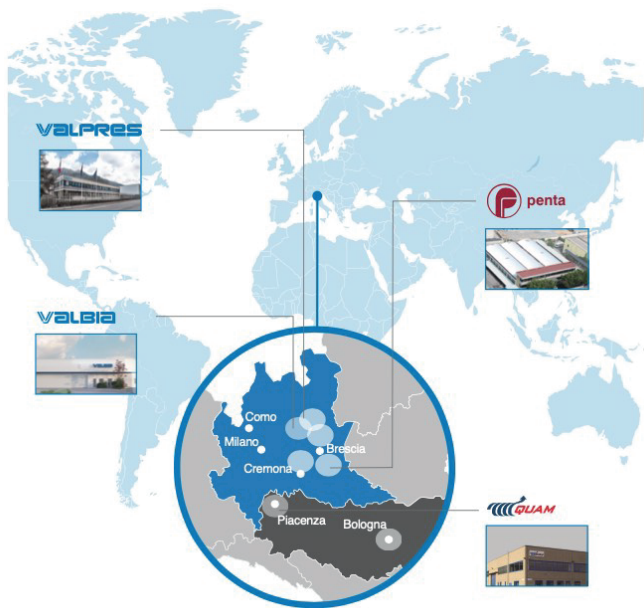 VALPRES
penta
VALBIA
Como
Milano
Brescia
Cremona
Piacenza
Bologna
QUAM